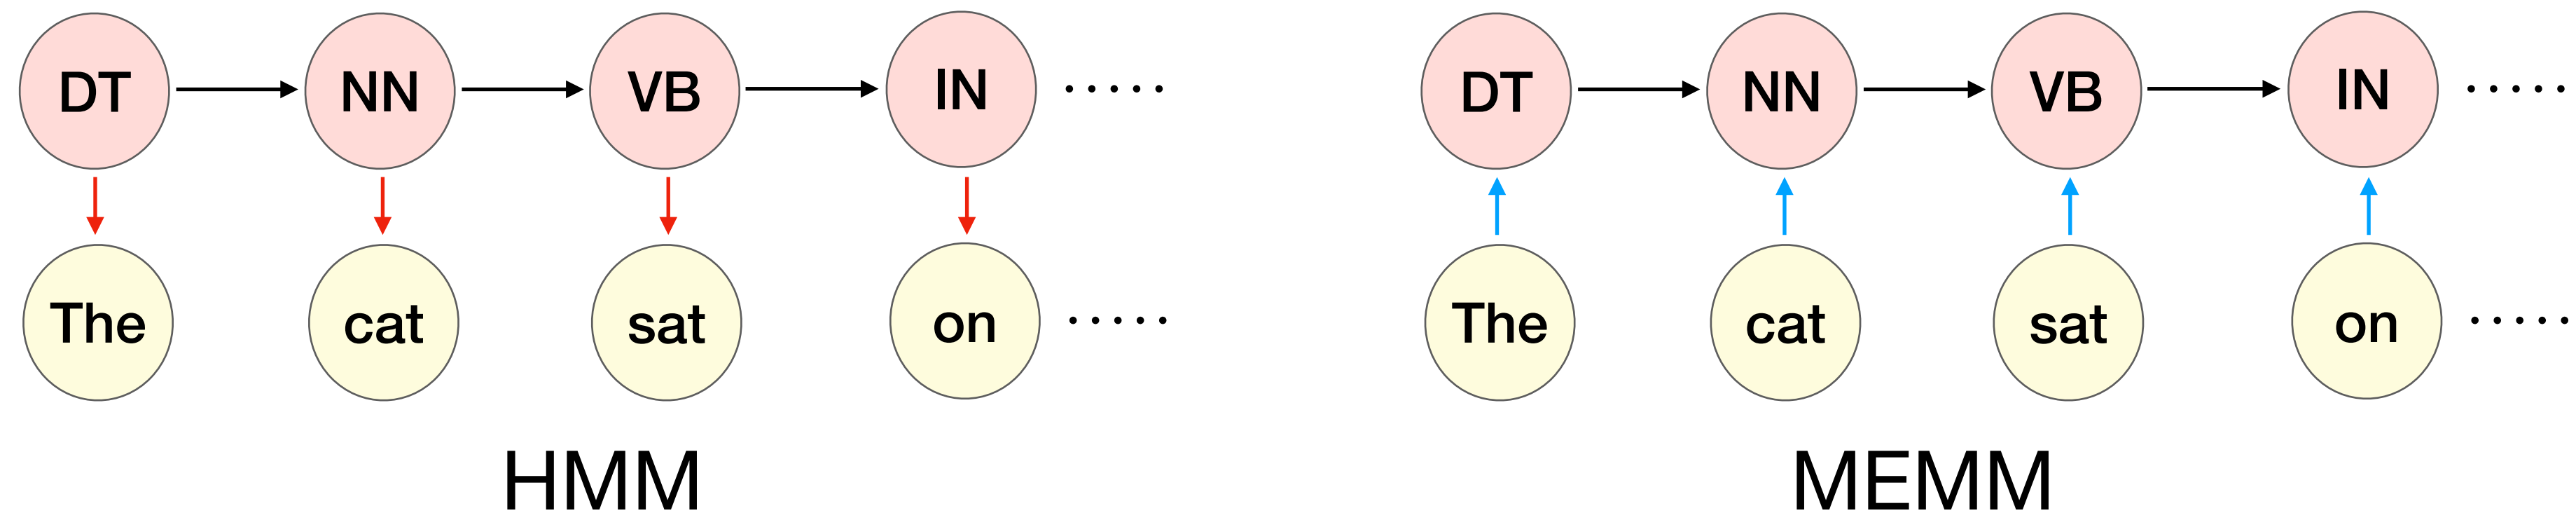 DT NN VB IN ..... DT NN VB IN .....
The cat sat on ..... The cat sat on .....
HMM MEMM